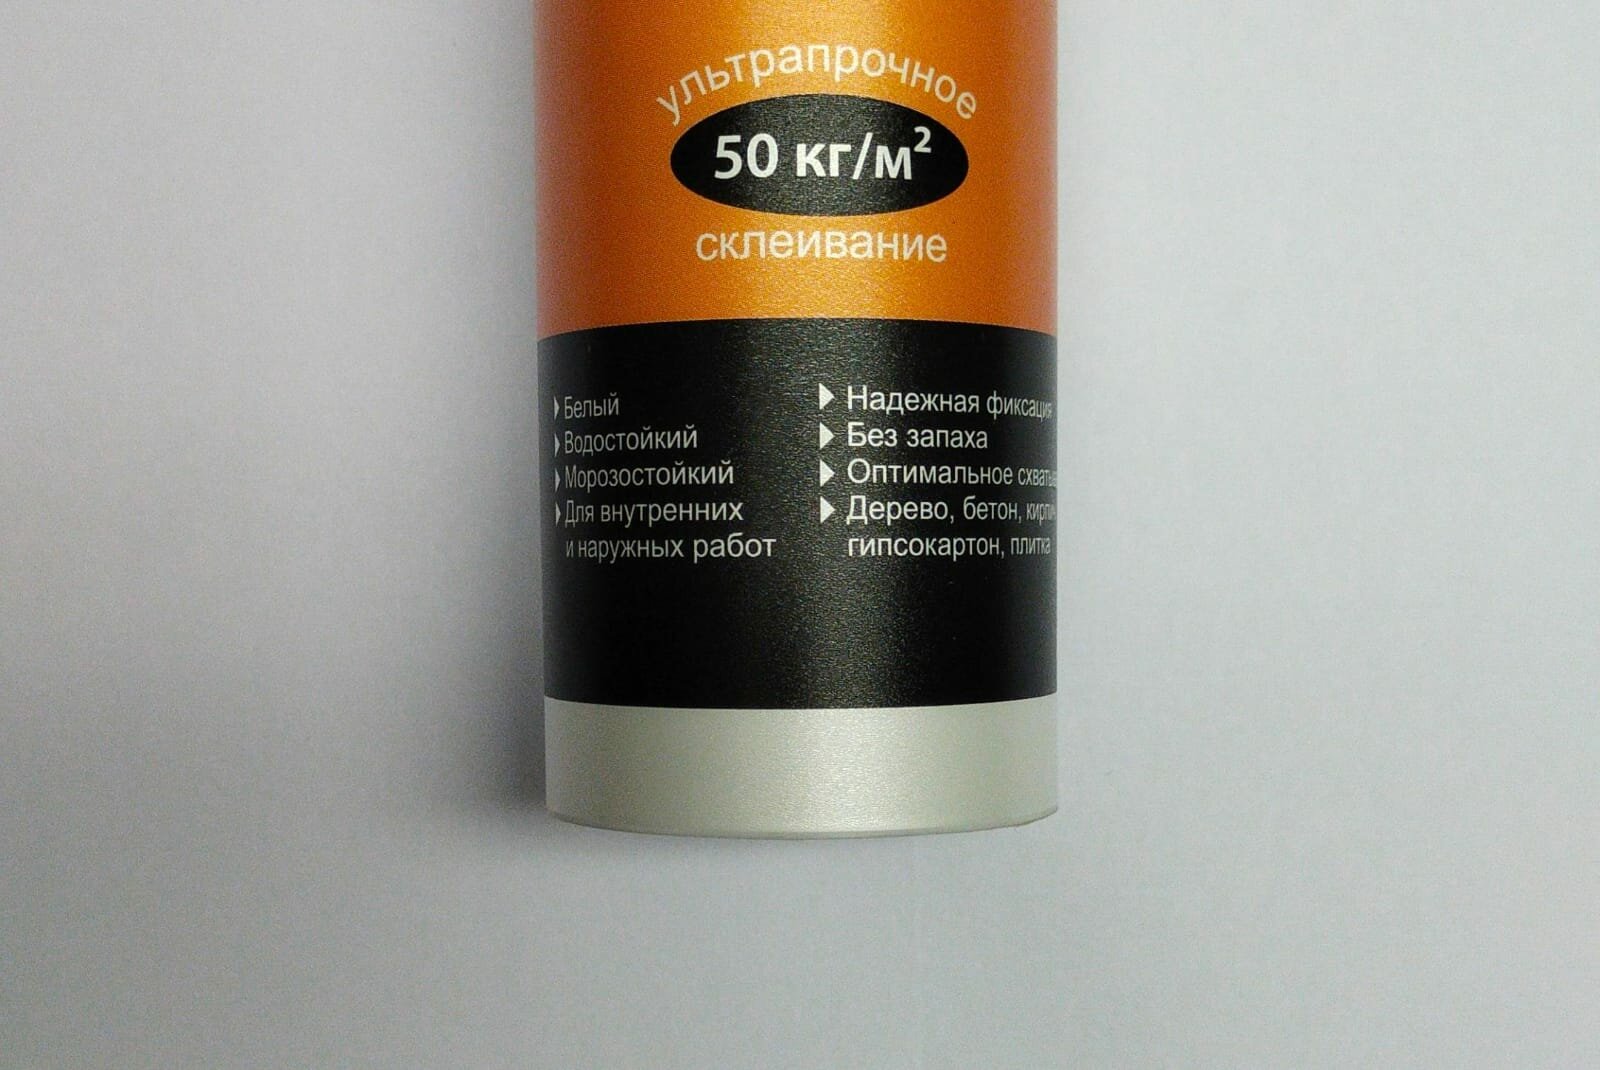 ультрапрочное
50 кг/м²
склеивание
Белый
Водостойкий
Морозостойкий
Для внутренних
и наружных работ
Надежная фиксация
Без запаха
Оптимальное
Дерево, бетон, кирпич
гипсокартон, плитка